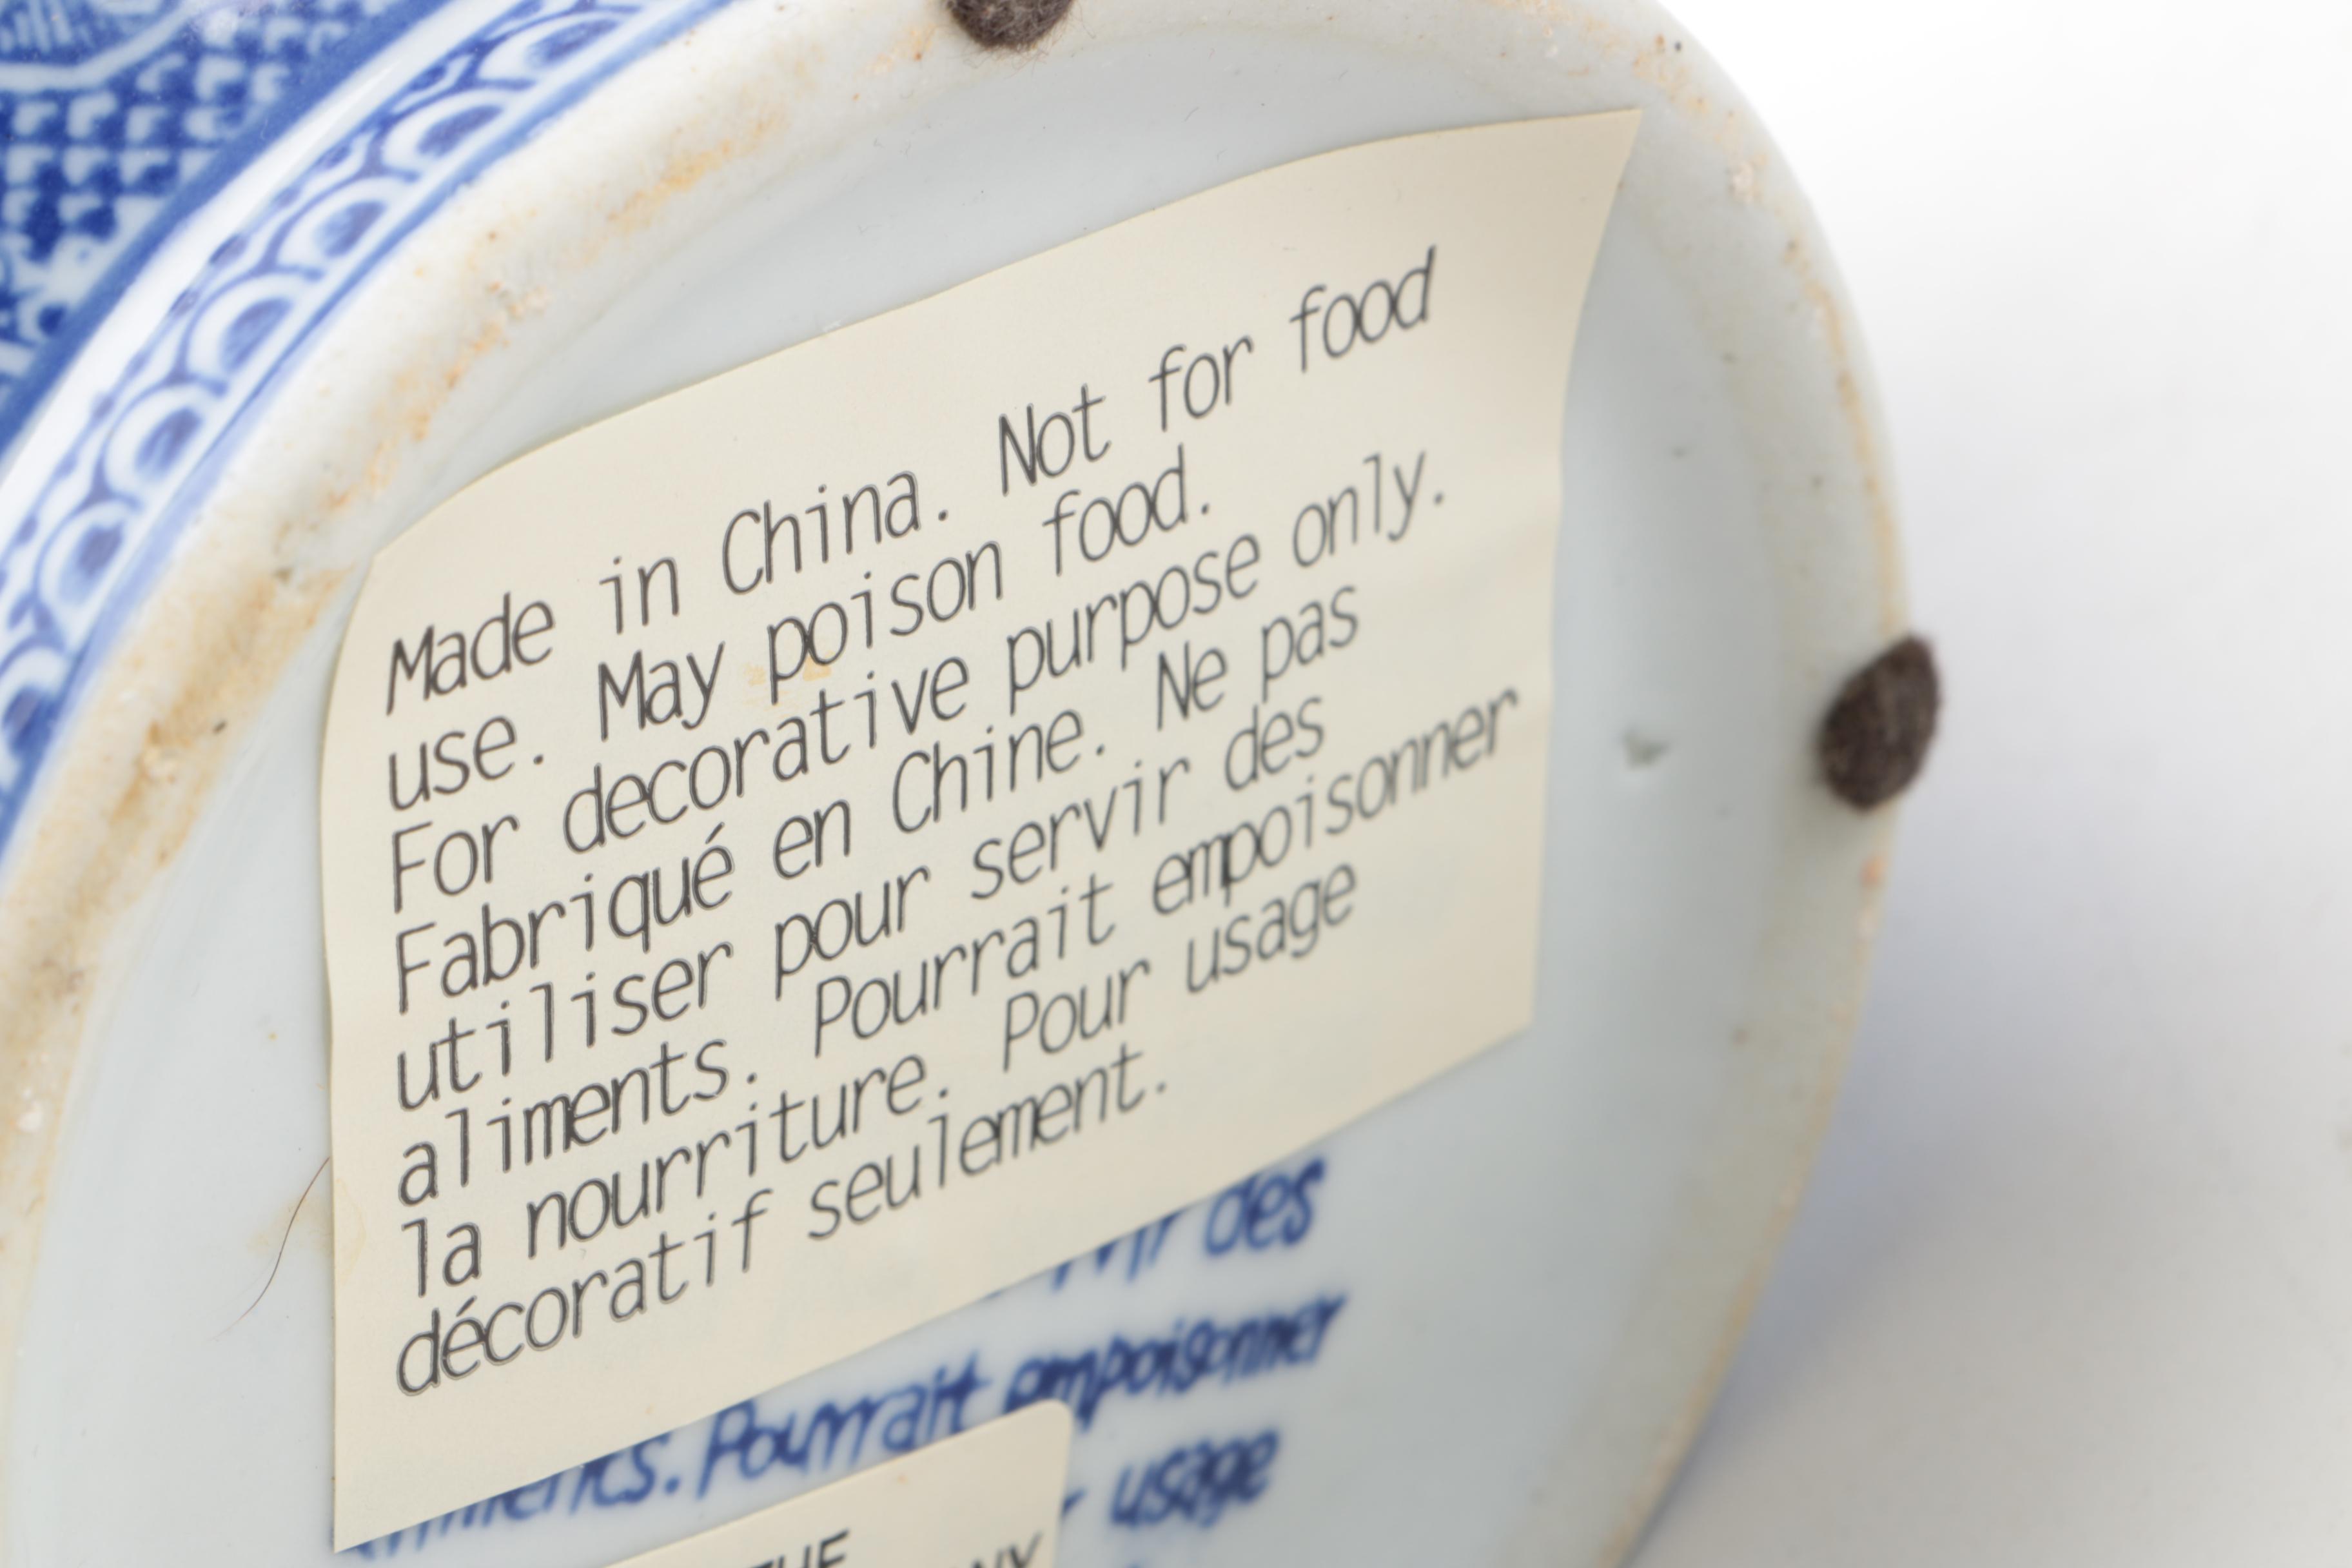 Made in China. Not for food
use. May poison food.
For decorative purpose only.
Fabriqué en Chine. Ne pas
utiliser pour servir des
aliments. Pourrait empoisonner
la nourriture. Pour usage
décoratif seulement.
des
Pourrait empoisonner
usage